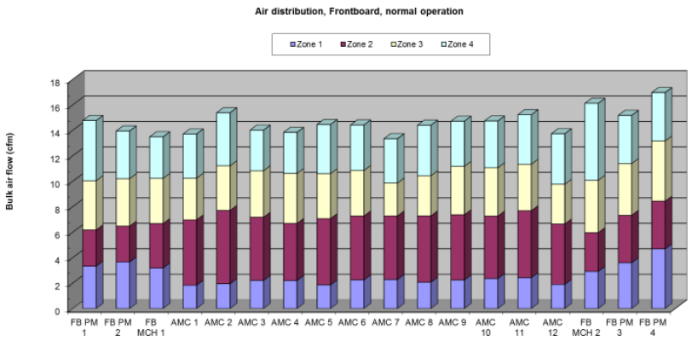 Air distribution, Frontboard, normal operation
Zone 1 Zone 2 Zone 3 Zone 4
Bulk air flow (cfm)
18
16
14
12
10
8
6
4
2
0
FB PM FB PM FB AMC 1 AMC 2 AMC 3 AMC 4 AMC 5 AMC 6 AMC 7 AMC 8 AMC 9 AMC AMC AMC FB FB PM FB PM
1 2 MCH 1 10 11 12 MCH 2 3 4